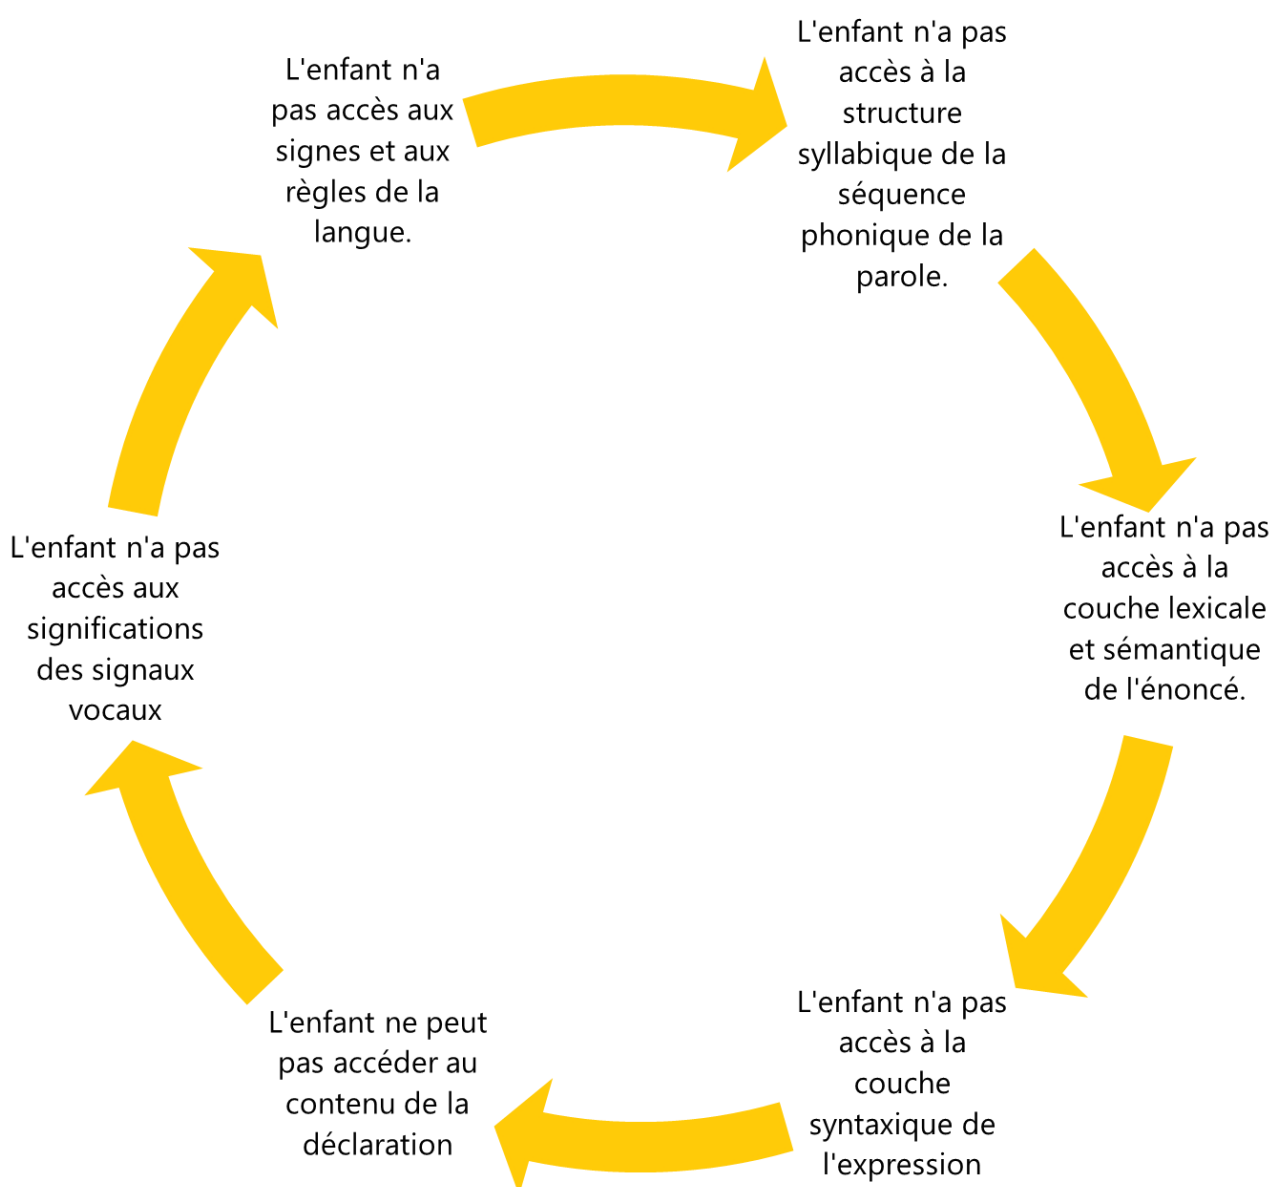 L'enfant n'a
pas accès aux
signes et aux
règles de la
langue.
L'enfant n'a pas
accès à la
structure
syllabique de la
séquence
phonique de la
parole.
L'enfant n'a pas
accès à la
couche lexicale
et sémantique
de l'énoncé.
L'enfant n'a pas
accès à la
couche
syntaxique de
l'expression
L'enfant ne peut
pas accéder au
contenu de la
déclaration
L'enfant n'a pas
accès aux
significations
des signaux
vocaux